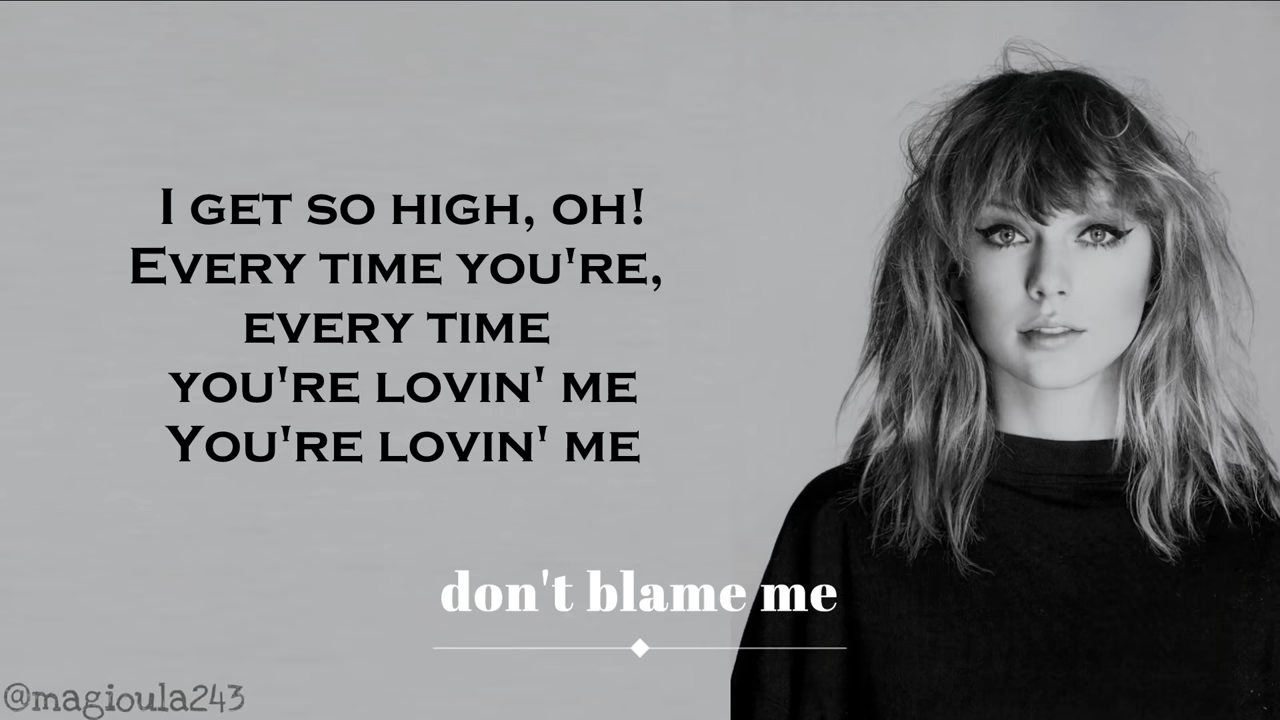 I GET SO HIGH, OH!
EVERY TIME YOU'RE,
EVERY TIME
YOU'RE LOVIN' ME
YOU'RE LOVIN' ME
don't blame me
@magioula243